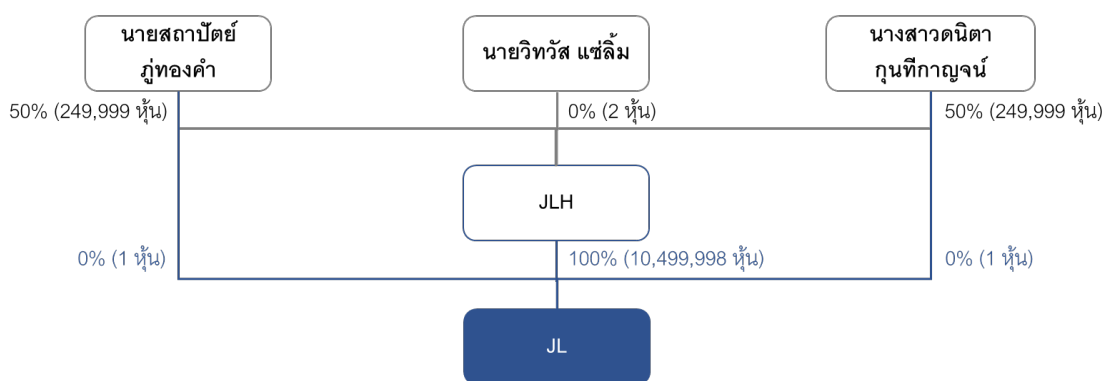 นายสถาปัตย์
ภู่ทองคำ
นายวิทวัส แซ่ลิ้ม
นางสาวดนิตา
กุนทีกาญจน์
50% (249,999 หุ้น)
0% (2 หุ้น)
50% (249,999 หุ้น)
JLH
0% (1 หุ้น)
100% (10,499,998 หุ้น)
0% (1 หุ้น)
JL